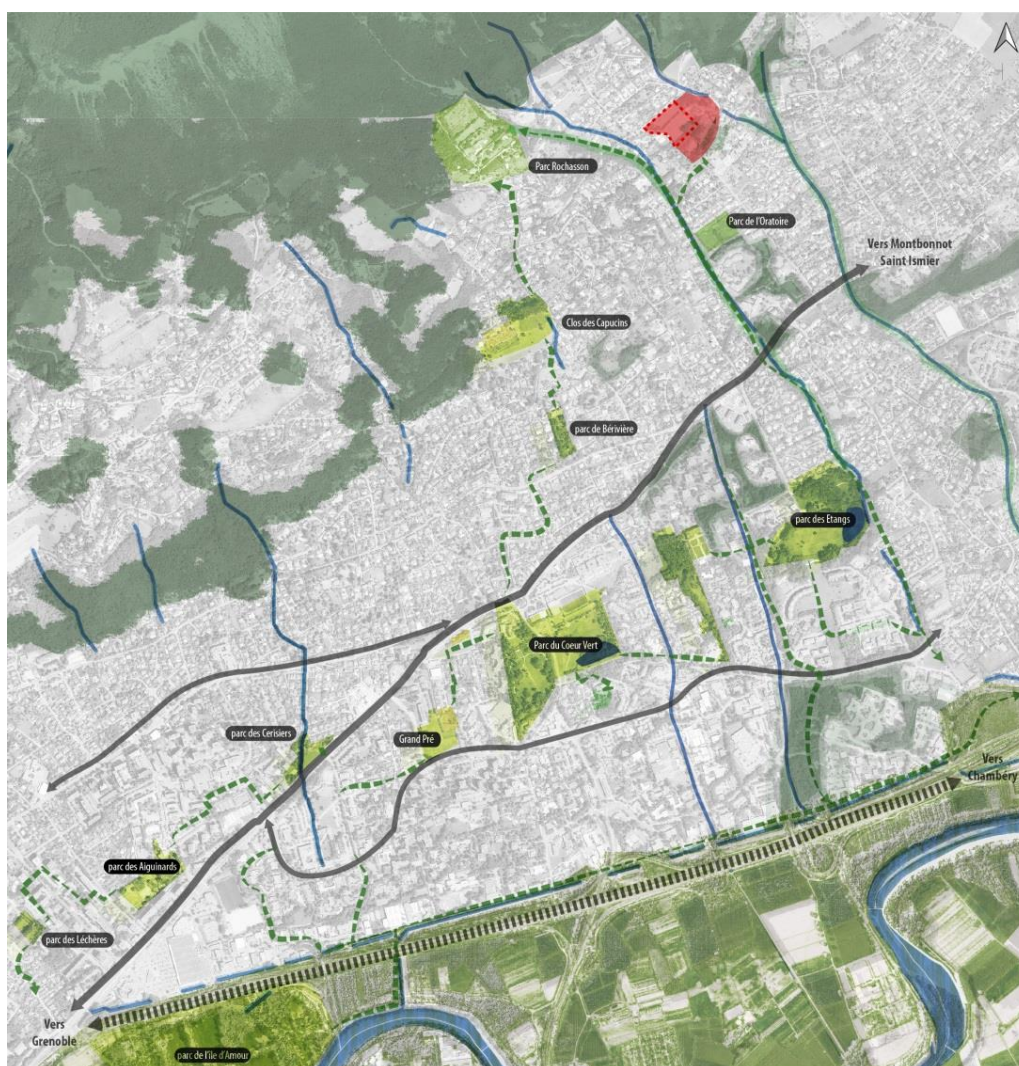 Parc Rochasson
Parc de l'Oratoire
Vers Montbonnot
Saint Ismier
Clos des Capucins
parc de Bérivière
parc des Etangs
Parc du Coeur Vert
parc des Cerisiers
Grand Pré
Vers
Chambéry
parc des Aiguinards
parc des Léchères
Vers
Grenoble
parc de l'île d'Amour